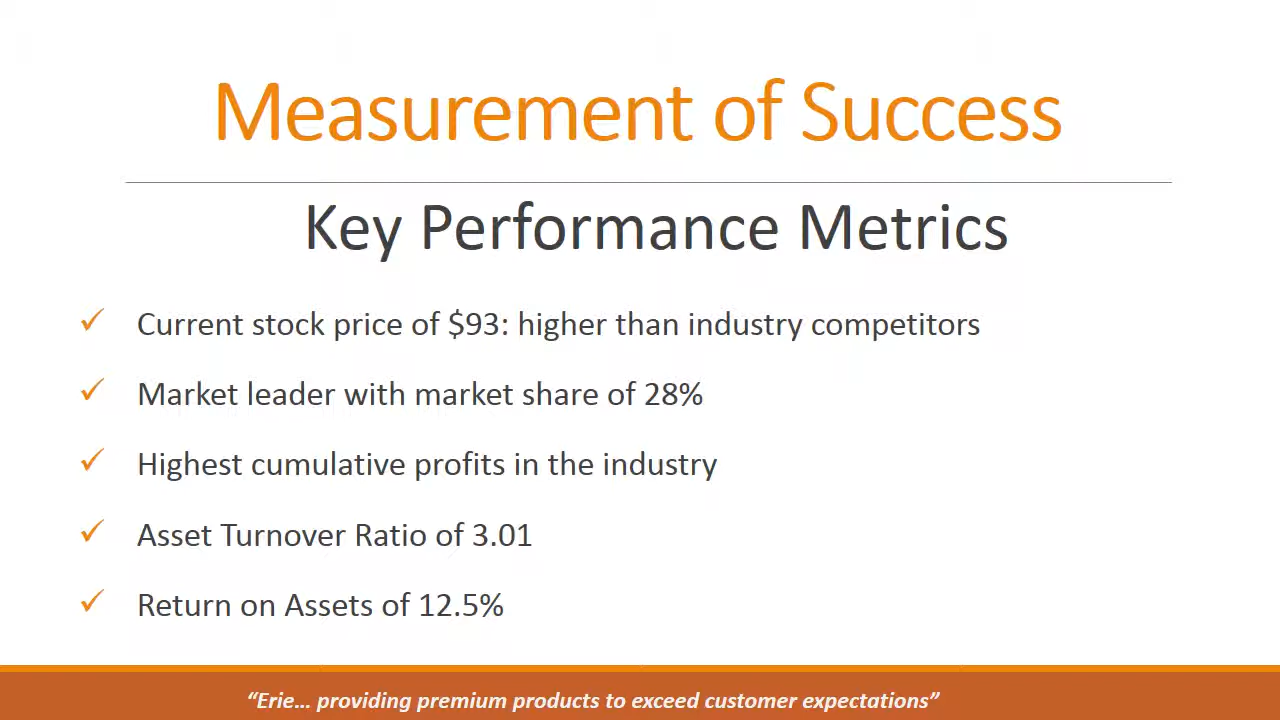 Measurement of Success
Key Performance Metrics
Current stock price of $93: higher than industry competitors
Market leader with market share of 28%
Highest cumulative profits in the industry
Asset Turnover Ratio of 3.01
Return on Assets of 12.5%
“Erie... providing premium products to exceed customer expectations”